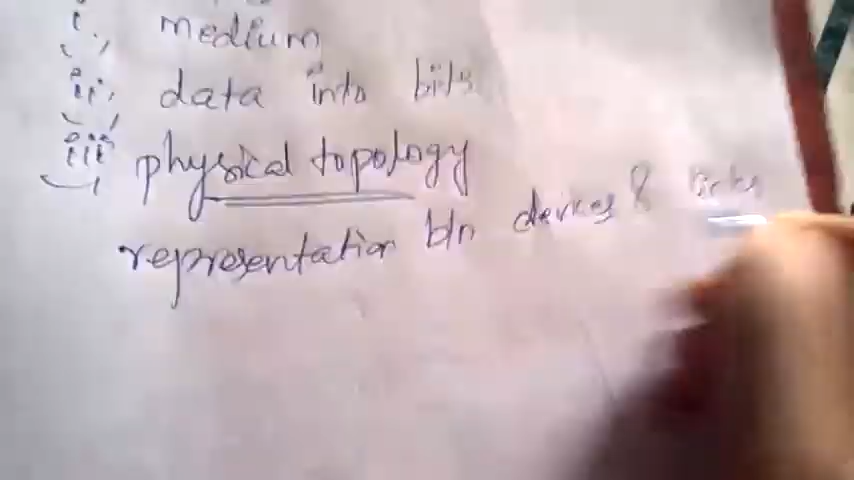 i., medium
ii, data into bits
iii, physical topology
representation b/n devices &